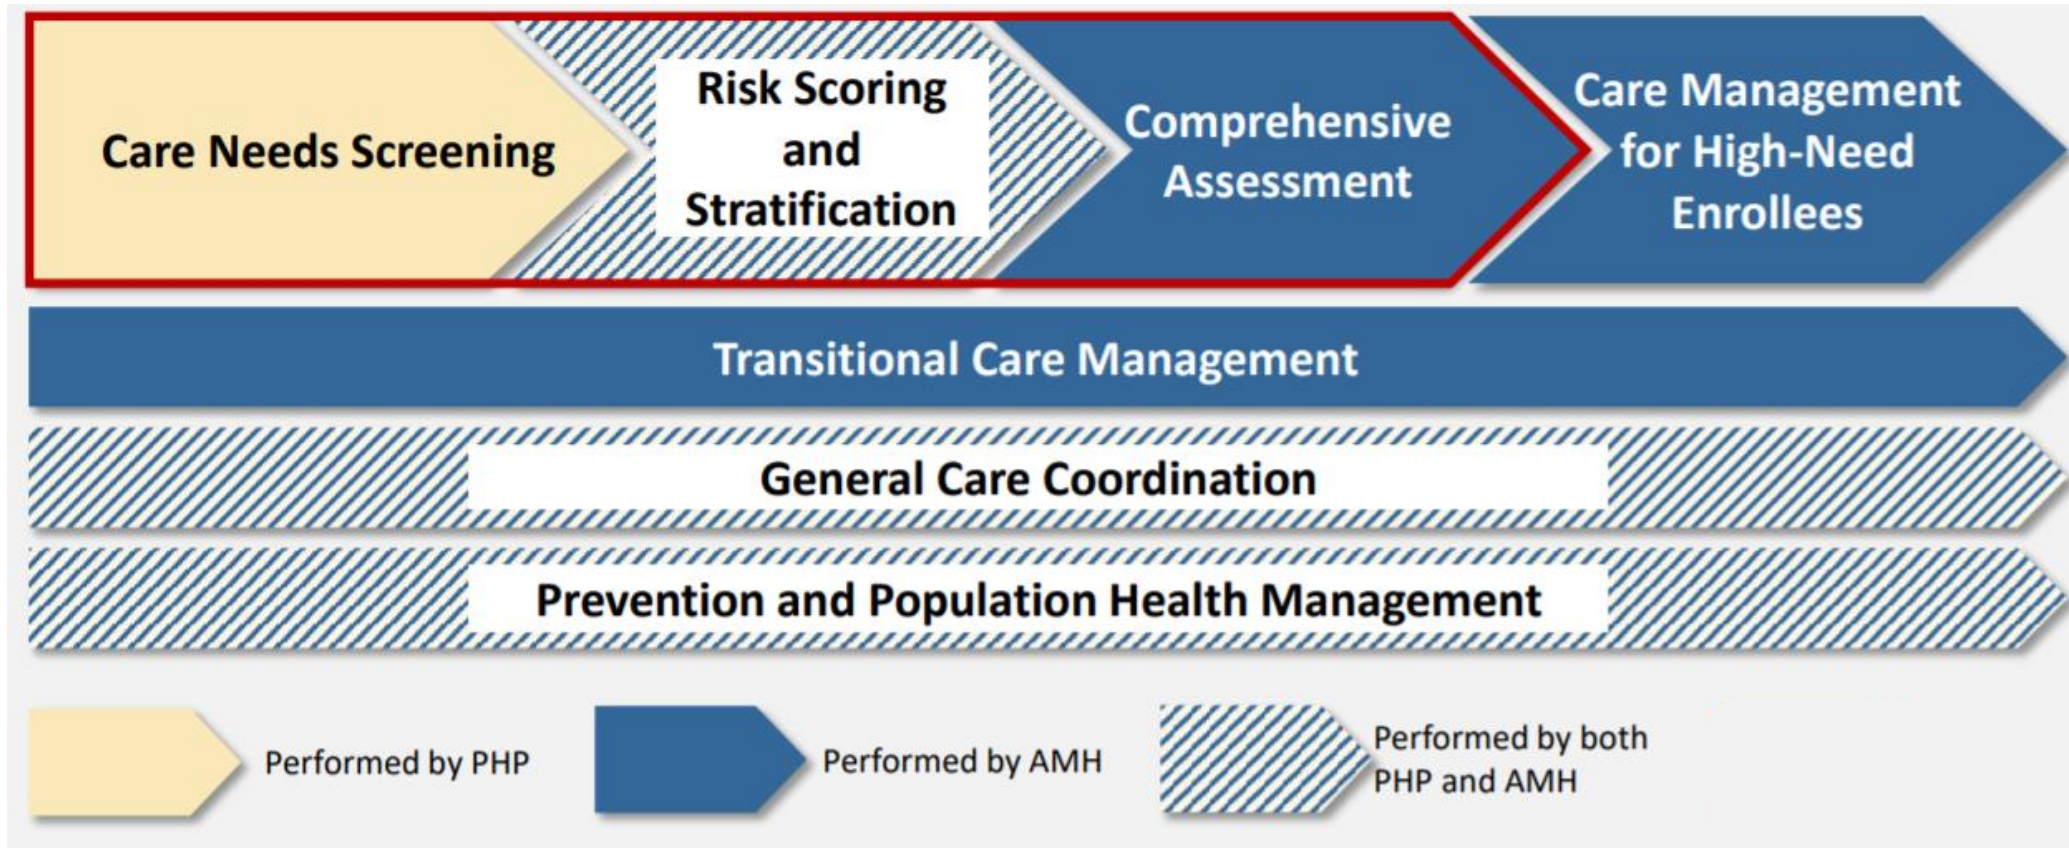 Care Needs Screening
Risk Scoring
and
Stratification
Comprehensive
Assessment
Care Management
for High-Need
Enrollees
Transitional Care Management
General Care Coordination
Prevention and Population Health Management
Performed by PHP
Performed by AMH
Performed by both
PHP and AMH